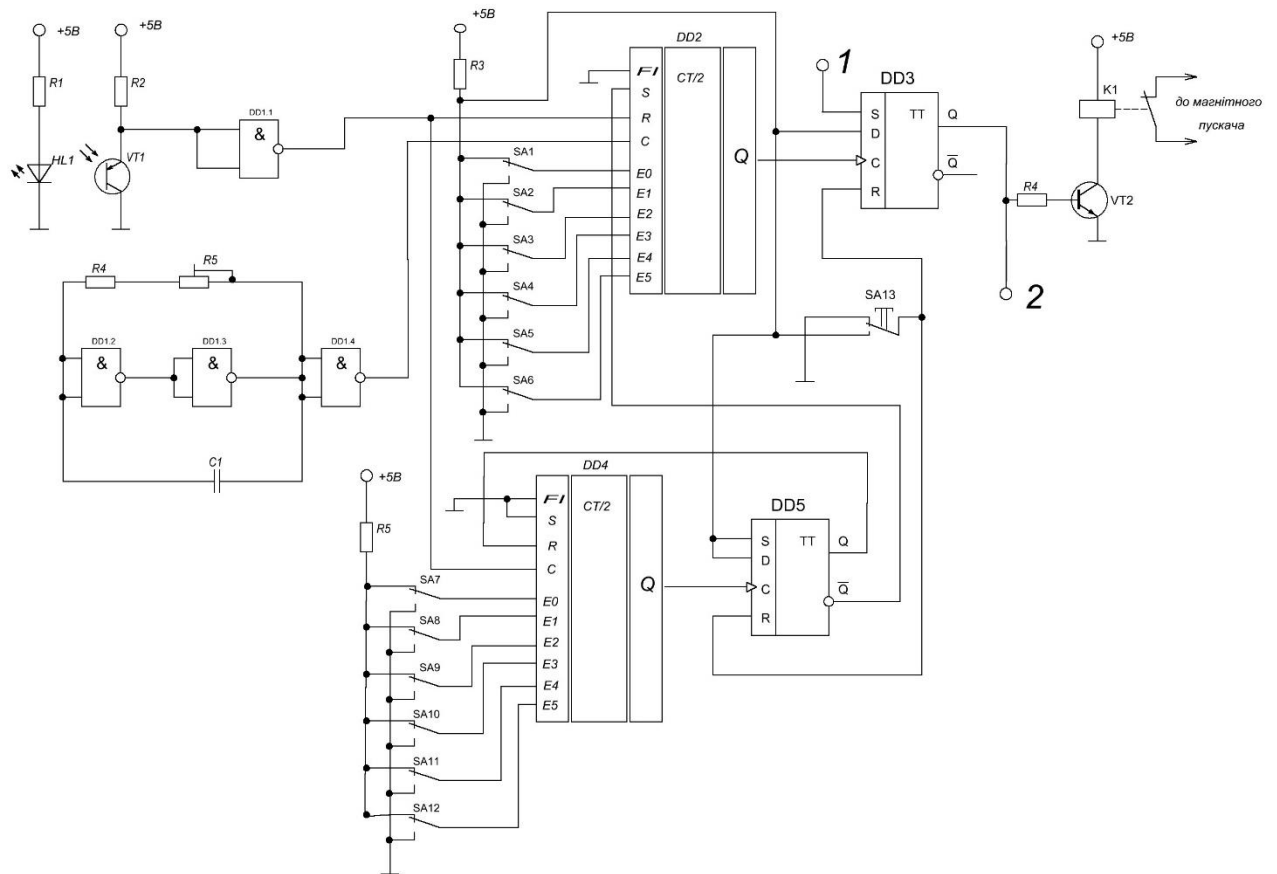 +5В
R1
HL1
+5В
R2
VT1
DD1.1
&
+5В
R3
SA1
SA2
SA3
SA4
SA5
SA6
DD2
FI
S
R
C
E0
E1
E2
E3
E4
E5
CT/2
Q
1
DD3
S
D
C
R
TT
Q
Q
R4
+5В
K1
VT2
до магнітного
пускача
2
SA13
R4
R5
DD1.2
&
DD1.3
&
DD1.4
&
C1
+5В
R5
SA7
SA8
SA9
SA10
SA11
SA12
DD4
FI
S
R
C
E0
E1
E2
E3
E4
E5
CT/2
Q
DD5
S
D
C
R
TT
Q
Q